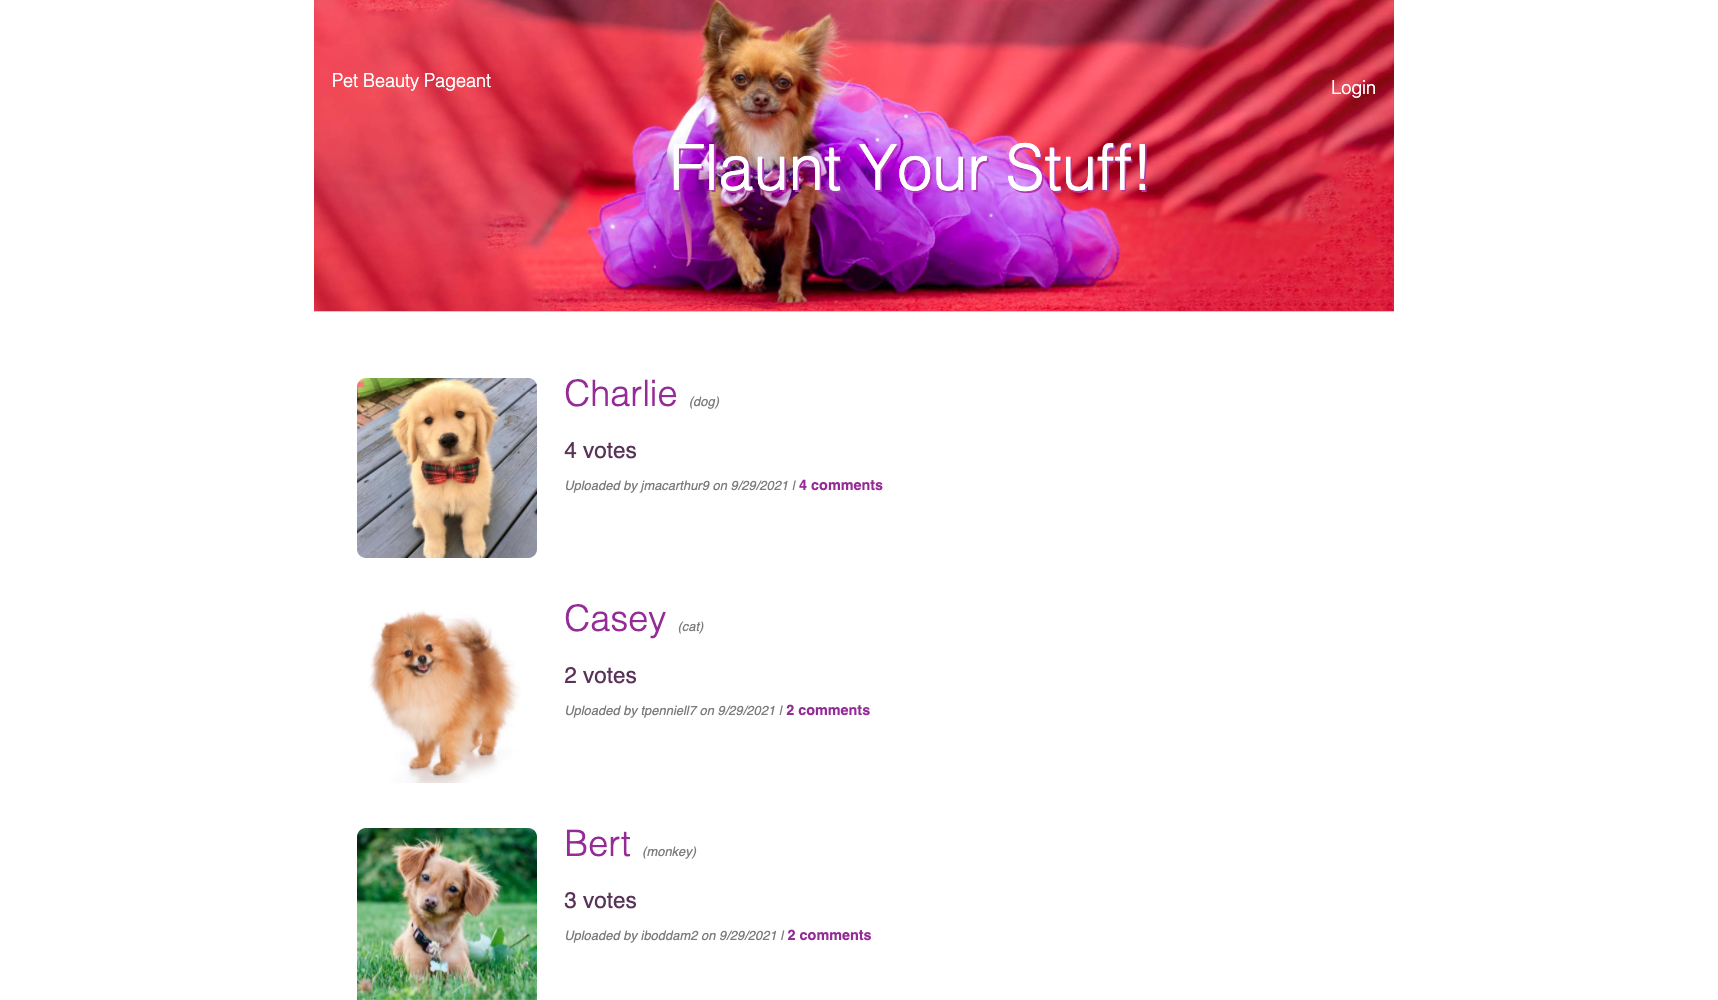 Pet Beauty Pageant
Login
Flaunt Your Stuff!
Charlie (dog)
4 votes
Uploaded by jmacarthur9 on 9/29/2021 | 4 comments
Casey (cat)
2 votes
Uploaded by tpenniell7 on 9/29/2021 | 2 comments
Bert (monkey)
3 votes
Uploaded by iboddam2 on 9/29/2021 | 2 comments